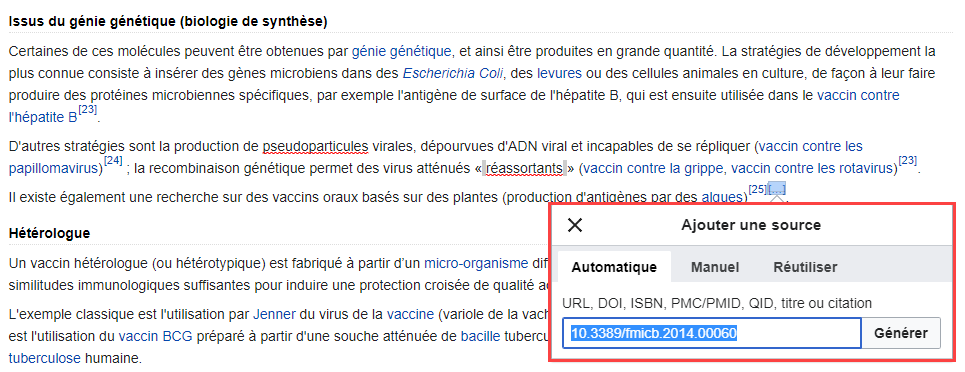 Issus du génie génétique (biologie de synthèse)
Certaines de ces molécules peuvent être obtenues par génie génétique, et ainsi être produites en grande quantité. La stratégies de développement la
plus connue consiste à insérer des gènes microbiens dans des Escherichia Coli, des levures ou des cellules animales en culture, de façon à leur faire
produire des protéines microbiennes spécifiques, par exemple l'antigène de surface de l'hépatite B, qui est ensuite utilisée dans le vaccin contre
l'hépatite B[23].
D'autres stratégies sont la production de pseudoparticules virales, dépourvues d'ADN viral et incapables de se répliquer (vaccin contre les
papillomavirus)[24] ; la recombinaison génétique permet des virus atténués « réassortants » (vaccin contre la grippe, vaccin contre les rotavirus)[23].
Il existe également une recherche sur des vaccins oraux basés sur des plantes (production d'antigènes par des algues)[25][...].
Hétérologue
Un vaccin hétérologue (ou hétérotypique) est fabriqué à partir d'un micro-organisme
similitudes immunologiques suffisantes pour induire une protection croisée de qualité
L'exemple classique est l'utilisation par Jenner du virus de la vaccine (variole de la
est l'utilisation du vaccin BCG préparé à partir d'une souche atténuée de bacille
tuberculose humaine.
Ajouter une source
Automatique Manuel Réutiliser
URL, DOI, ISBN, PMC/PMID, QID, titre ou citation
10.3389/fmicb.2014.00060 Générer